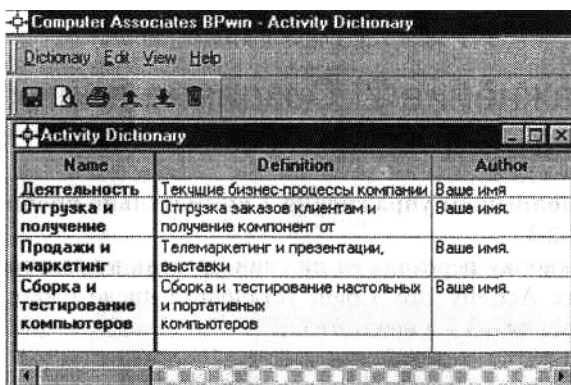 Computer Associates BPwin - Activity Dictionary
Dictionary Edit View Help
Activity Dictionary
Name Definition Author
Деятельность Текущие бизнес-процессы компании Ваше имя
Отгрузка и получение Отгрузка заказов клиентам и получение компонент от Ваше имя.
Продажи и маркетинг Телемаркетинг и презентации, выставки Ваше имя.
Сборка и тестирование компьютеров Сборка и тестирование настольных и портативных компьютеров Ваше имя.